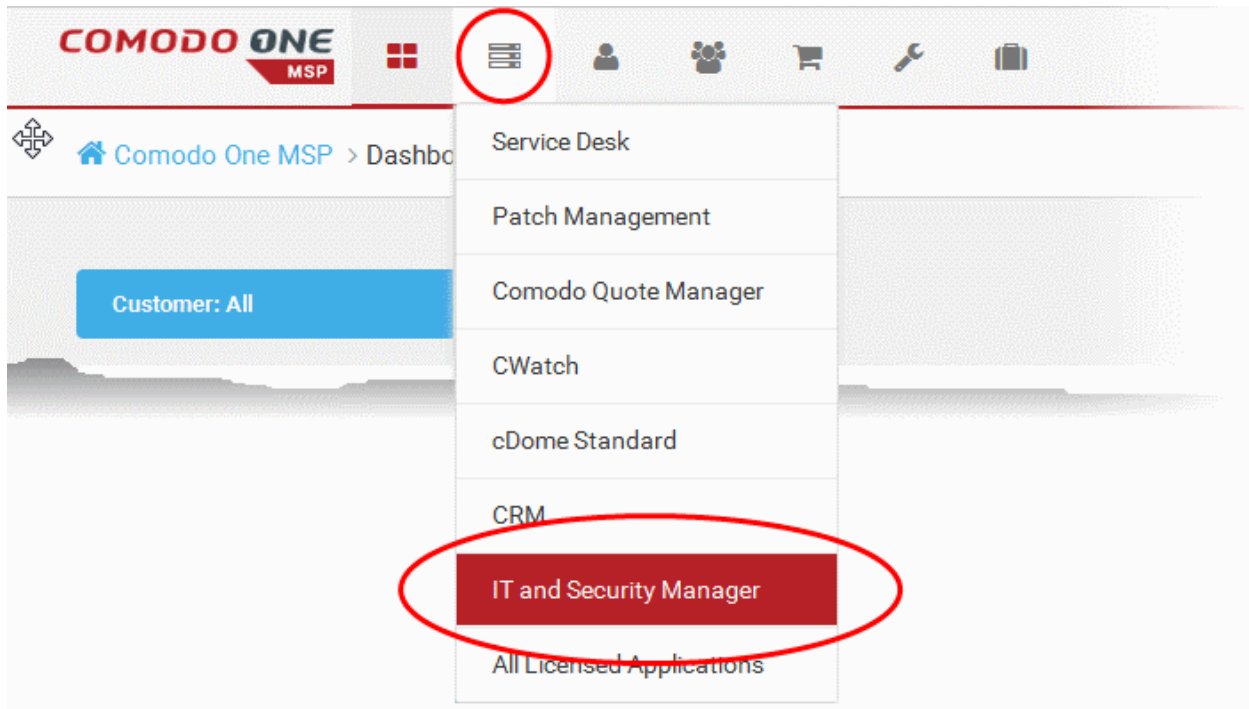 COMODO ONE
MSP
Comodo One MSP > Dashbo
Customer: All
Service Desk
Patch Management
Comodo Quote Manager
CWatch
cDome Standard
CRM
IT and Security Manager
All Licensed Applications